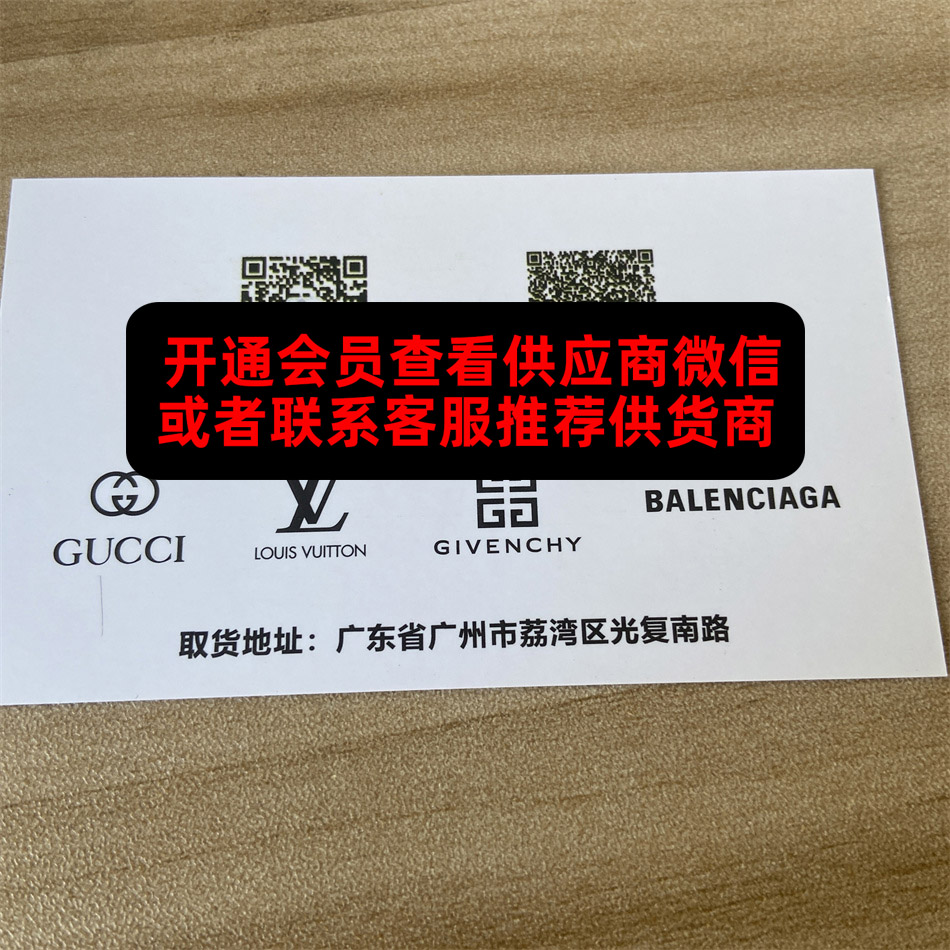 开通会员查看供应商微信
或者联系客服推荐供货商
GUCCI
LOUIS VUITTON
GIVENCHY
BALENCIAGA
取货地址：广东省广州市荔湾区光复南路